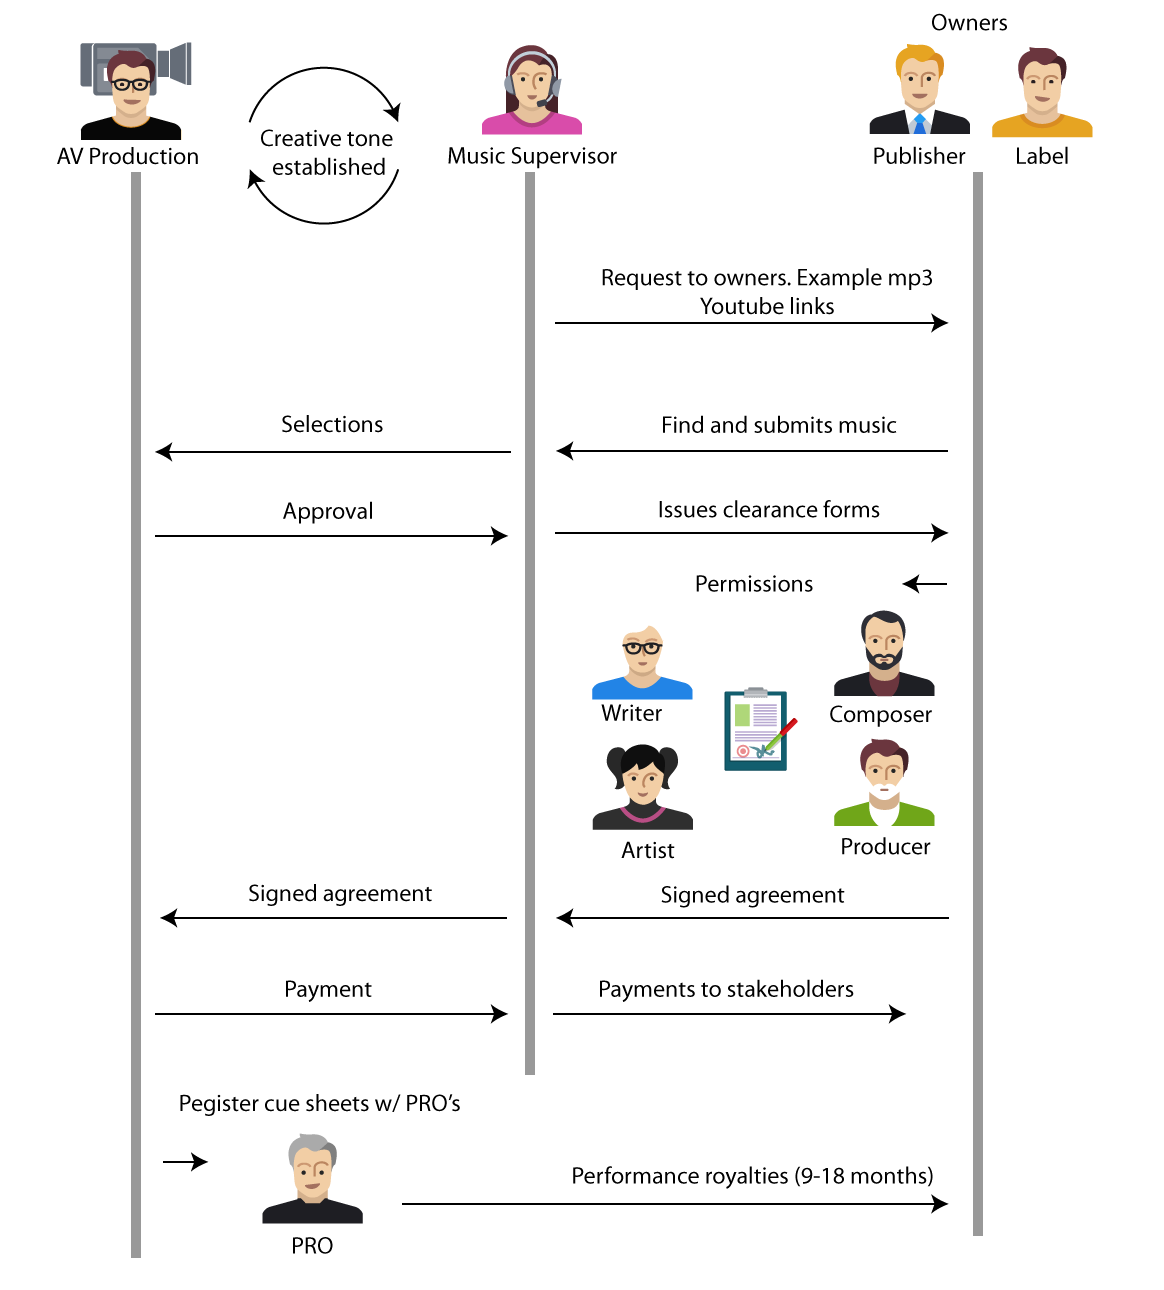 Owners
AV Production
Creative tone
established
Music Supervisor
Publisher
Label
Request to owners. Example mp3
Youtube links
Selections
Find and submits music
Approval
Issues clearance forms
Permissions
Writer
Composer
Artist
Producer
Signed agreement
Signed agreement
Payment
Payments to stakeholders
Pegister cue sheets w/ PRO's
Performance royalties (9-18 months)
PRO